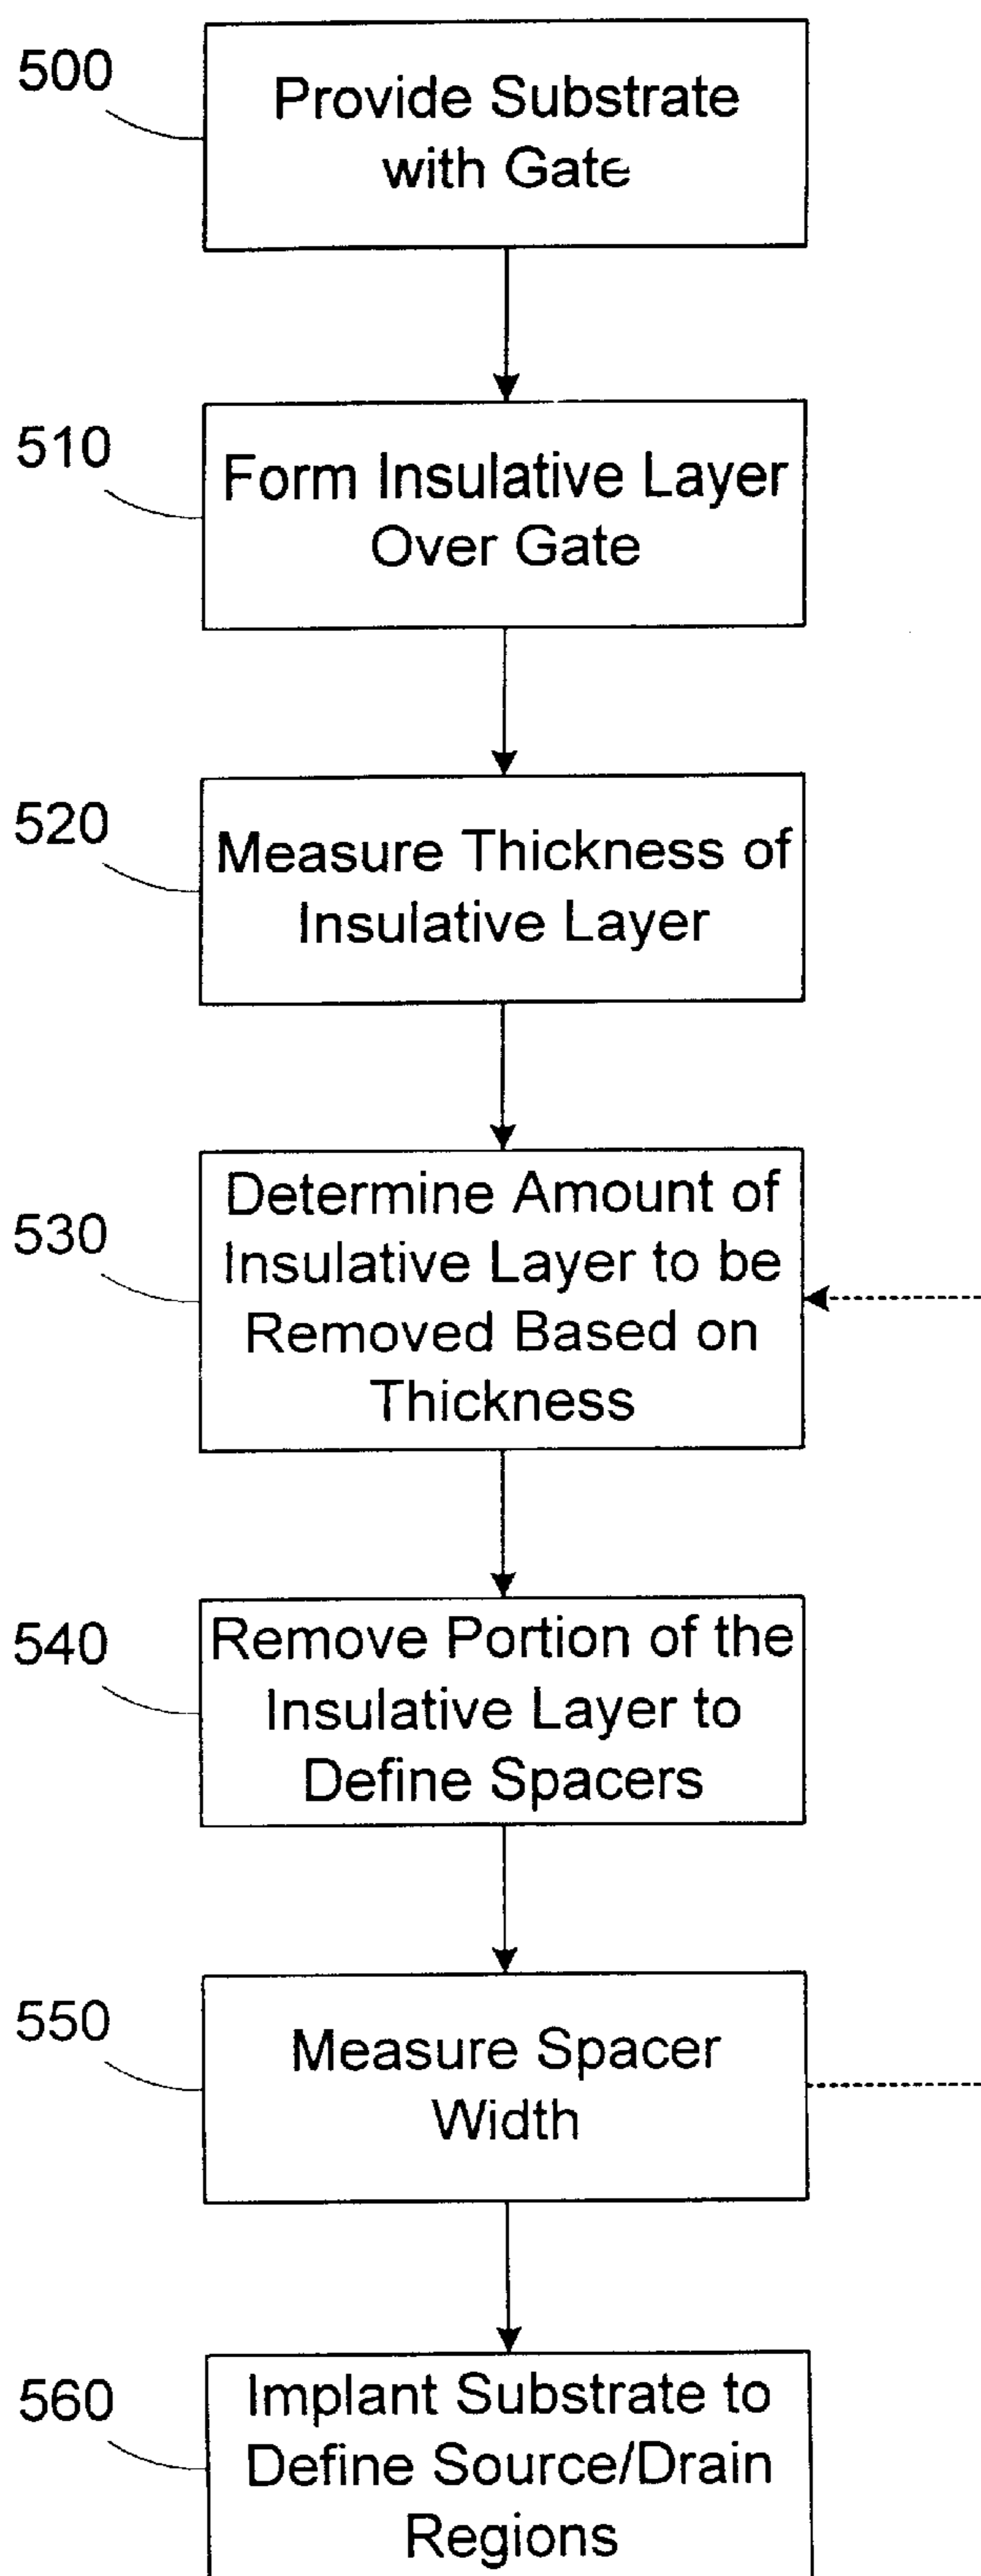 500
Provide Substrate
with Gate
510
Form Insulative Layer
Over Gate
520
Measure Thickness of
Insulative Layer
530
Determine Amount of
Insulative Layer to be
Removed Based on
Thickness
540
Remove Portion of the
Insulative Layer to
Define Spacers
550
Measure Spacer
Width
560
Implant Substrate to
Define Source/Drain
Regions